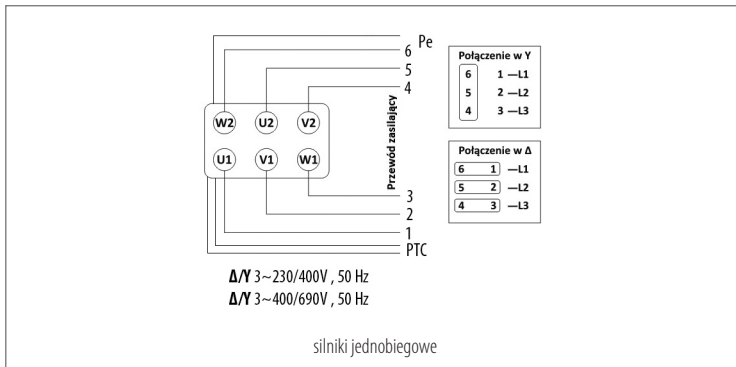 Pe
6
5
4
W2 U2 V2
U1 V1 W1
Przewód zasilający
3
2
1
PTC
Połączenie w Y
6 1 —L1
5 2 —L2
4 3 —L3
Połączenie w Δ
6 1 —L1
5 2 —L2
4 3 —L3
Δ/Y 3~230/400V , 50 Hz
Δ/Y 3~400/690V , 50 Hz
silniki jednobiegowe